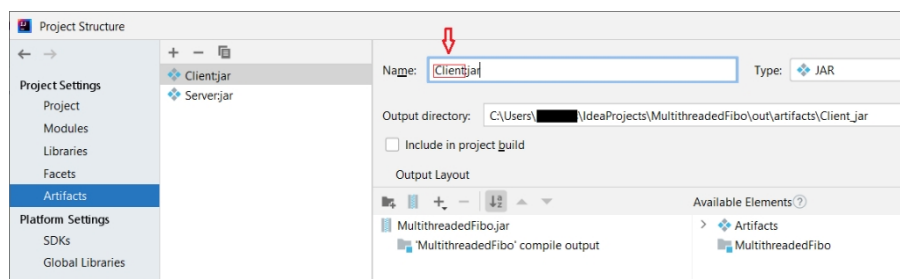 Project Structure
Project Settings
Project
Modules
Libraries
Facets
Artifacts
Platform Settings
SDKs
Global Libraries
Client:jar
Server:jar
Name: Client:jar
Type: JAR
Output directory: C:\Users\ \IdeaProjects\MultithreadedFibo\out\artifacts\Client_jar
Include in project build
Output Layout
Available Elements ?
MultithreadedFibo.jar
'MultithreadedFibo' compile output
Artifacts
MultithreadedFibo